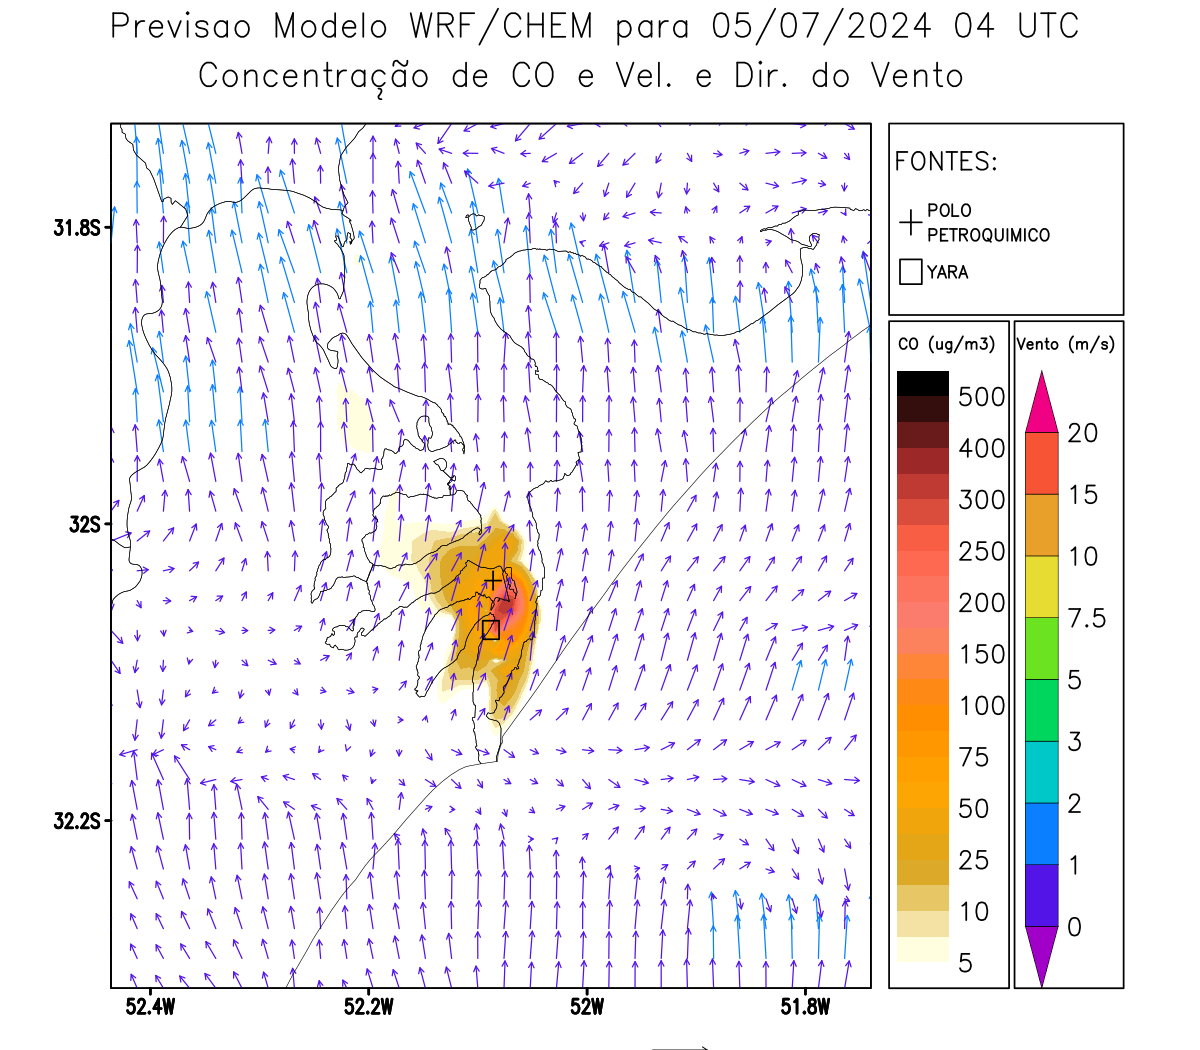 Previsao Modelo WRF/CHEM para 05/07/2024 04 UTC
Concentração de CO e Vel. e Dir. do Vento
FONTES:
POLO
PETROQUIMICO
YARA
CO (ug/m3)
500
400
300
250
200
150
100
75
50
25
10
5
Vento (m/s)
20
15
10
7.5
5
3
2
1
0
31.8S
32S
32.2S
52.4W
52.2W
52W
51.8W